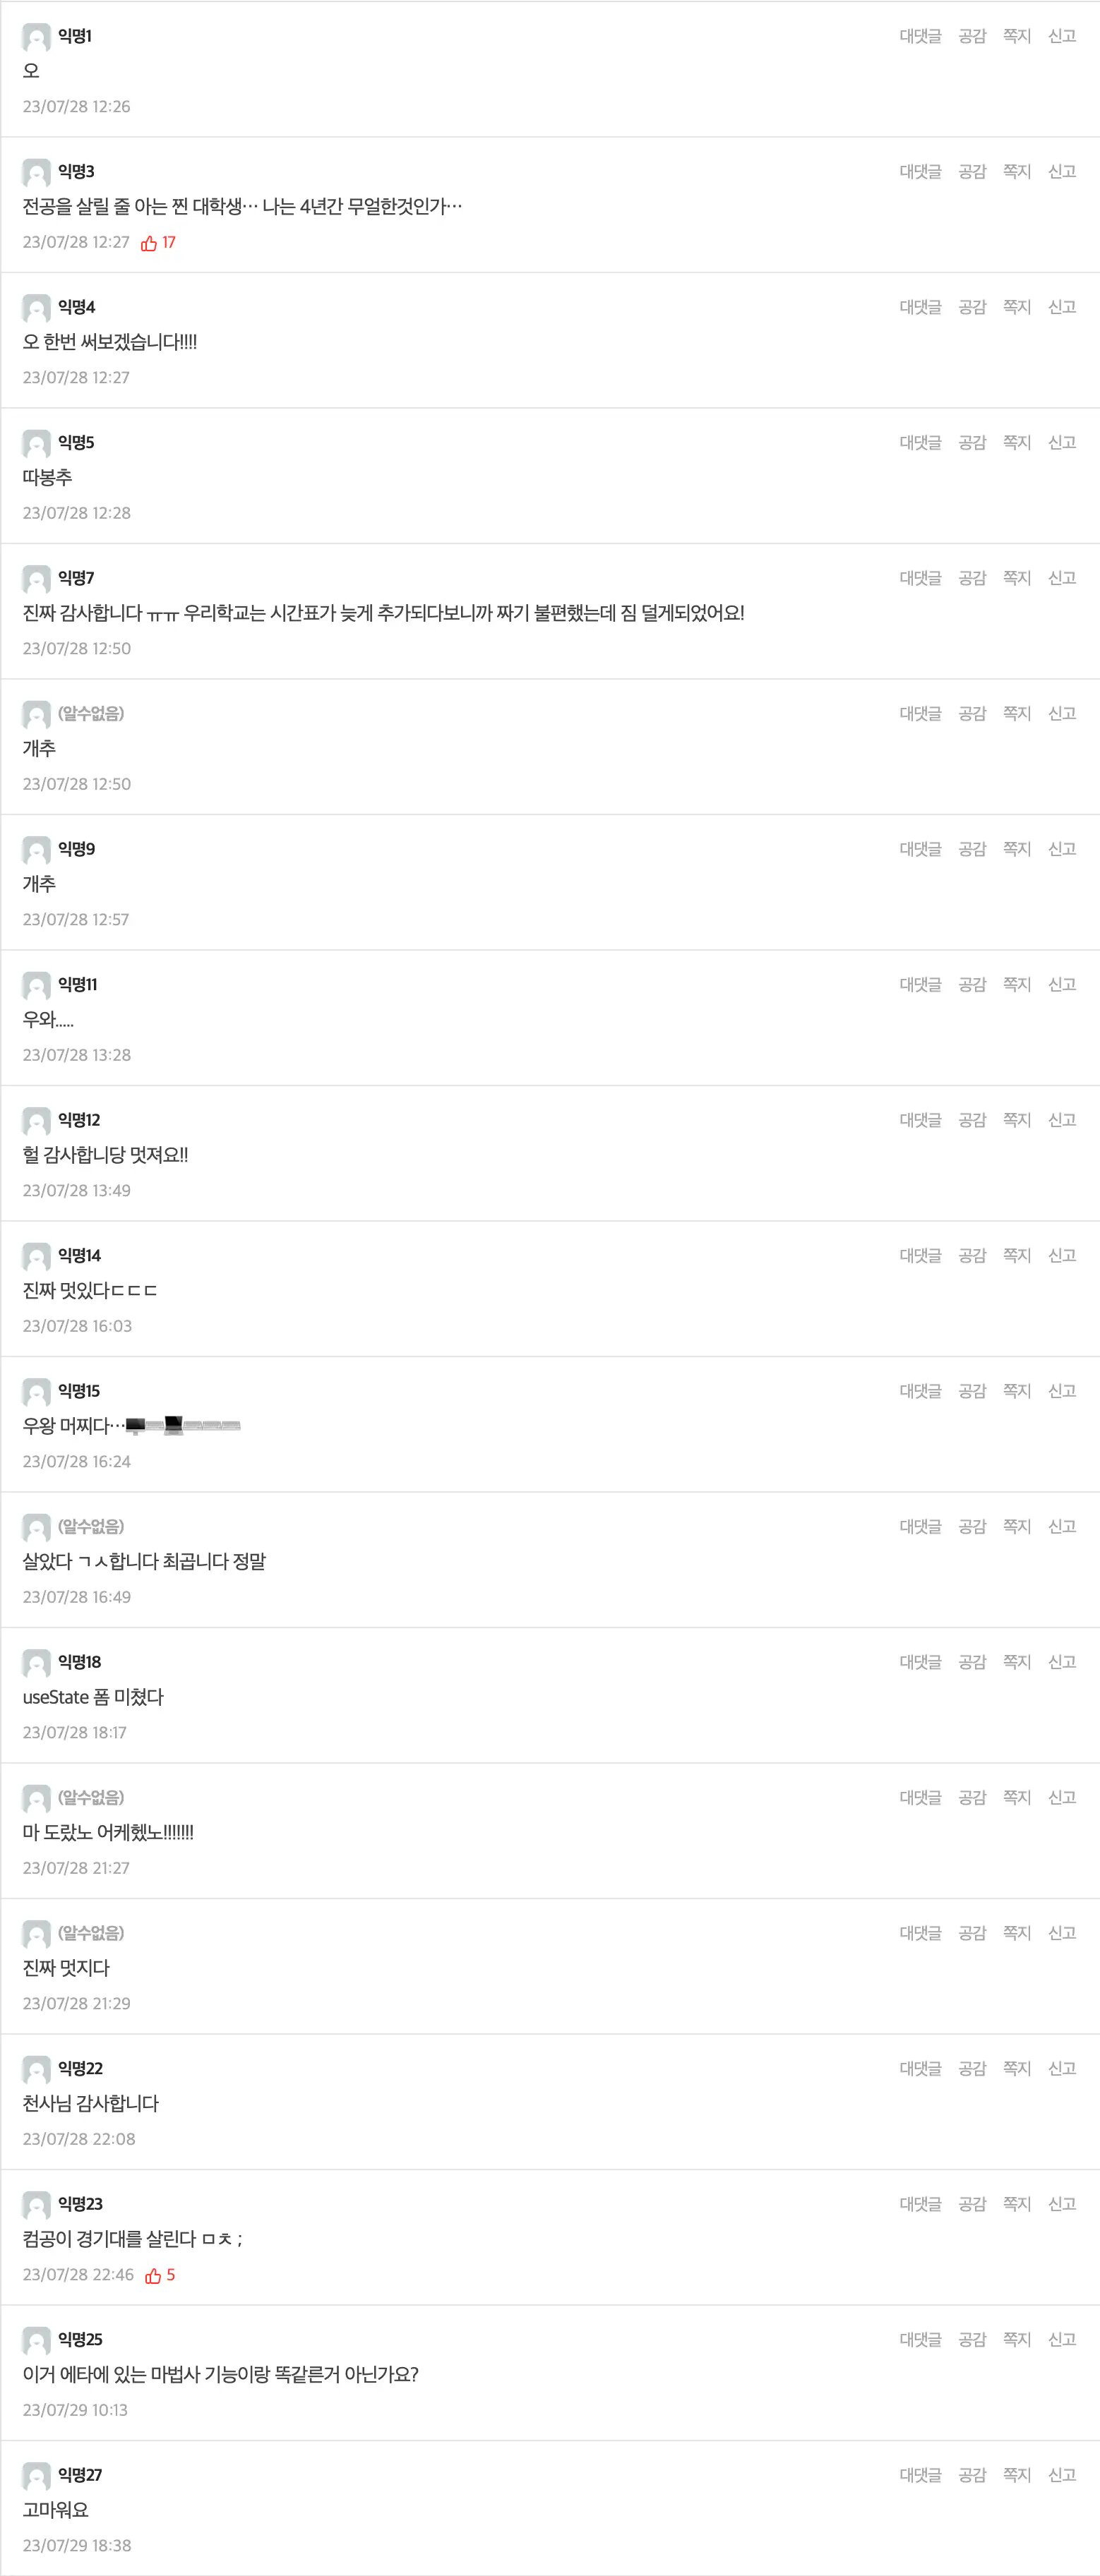 익명1
대댓글 공감 쪽지 신고
오
23/07/28 12:26
익명3
대댓글 공감 쪽지 신고
전공을 살릴 줄 아는 찐 대학생… 나는 4년간 무얼한것인가…
23/07/28 12:27 17
익명4
대댓글 공감 쪽지 신고
오 한번 써보겠습니다!!!!
23/07/28 12:27
익명5
대댓글 공감 쪽지 신고
따봉추
23/07/28 12:28
익명7
대댓글 공감 쪽지 신고
진짜 감사합니다 ㅠㅠ 우리학교는 시간표가 늦게 추가되다보니까 짜기 불편했는데 짐 덜게되었어요!
23/07/28 12:50
(알수없음)
대댓글 공감 쪽지 신고
개추
23/07/28 12:50
익명9
대댓글 공감 쪽지 신고
개추
23/07/28 12:57
익명11
대댓글 공감 쪽지 신고
우와.....
23/07/28 13:28
익명12
대댓글 공감 쪽지 신고
헐 감사합니당 멋져요!!
23/07/28 13:49
익명14
대댓글 공감 쪽지 신고
진짜 멋있다ㄷㄷㄷ
23/07/28 16:03
익명15
대댓글 공감 쪽지 신고
우왕 머찌다…🖥️⌨️💻⌨️⌨️⌨️
23/07/28 16:24
(알수없음)
대댓글 공감 쪽지 신고
살았다 ㄱㅅ합니다 최곱니다 정말
23/07/28 16:49
익명18
대댓글 공감 쪽지 신고
useState 폼 미쳤다
23/07/28 18:17
(알수없음)
대댓글 공감 쪽지 신고
마 도랐노 어케헀노!!!!!!!
23/07/28 21:27
(알수없음)
대댓글 공감 쪽지 신고
진짜 멋지다
23/07/28 21:29
익명22
대댓글 공감 쪽지 신고
천사님 감사합니다
23/07/28 22:08
익명23
대댓글 공감 쪽지 신고
컴공이 경기대를 살린다 ㅁㅊ ;
23/07/28 22:46 5
익명25
대댓글 공감 쪽지 신고
이거 에타에 있는 마법사 기능이랑 똑같은거 아닌가요?
23/07/29 10:13
익명27
대댓글 공감 쪽지 신고
고마워요
23/07/29 18:38